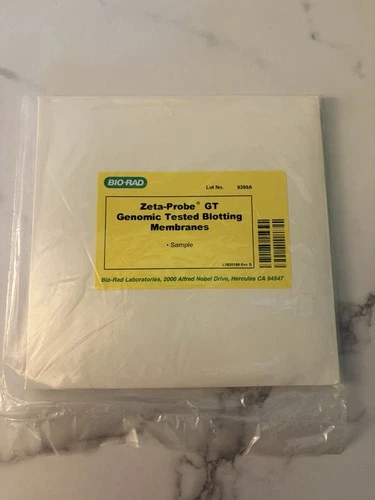 BIO-RAD
Lot No. 9399A
Zeta-Probe® GT
Genomic Tested Blotting
Membranes
• Sample
Bio-Rad Laboratories, 2000 Alfred Nobel Drive, Hercules CA 94547